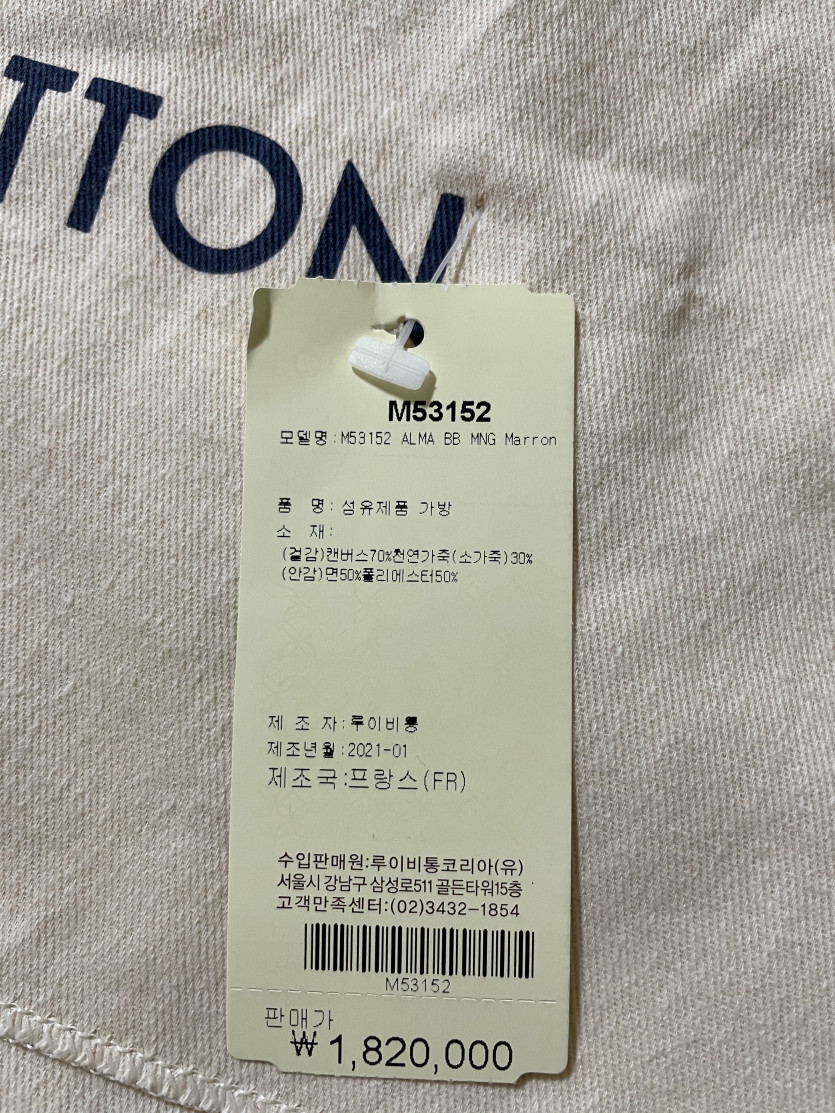 TTON
M53152
모델명:M53152 ALMA BB MNG Marron
품 명: 섬유제품 가방
소 재:
(겉감)캔버스70%천연가죽(소가죽)30%
(안감)면50%폴리에스터50%
제 조 자:루이비통
제조년월:2021-01
제조국:프랑스(FR)
수입판매원:루이비통코리아(유)
서울시 강남구 삼성로511 골든타워15층
고객만족센터:(02)3432-1854
M53152
판매가
₩ 1,820,000